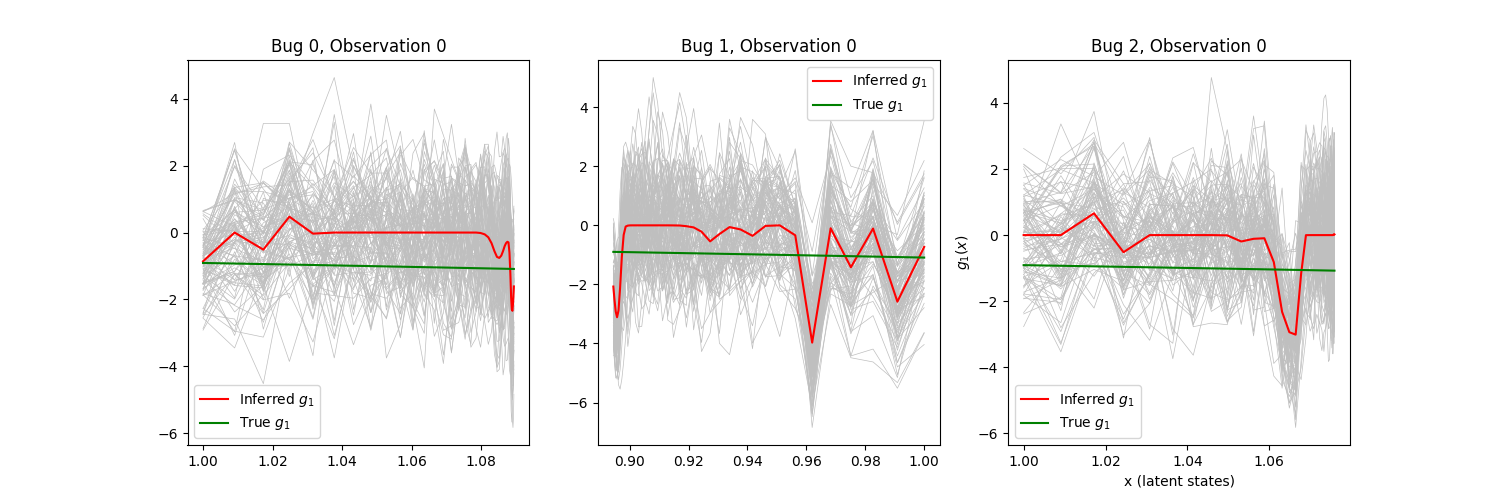 Bug 0, Observation 0
4
2
0
−2
−4
−6
1.00 1.02 1.04 1.06 1.08
Inferred g₁
True g₁
Bug 1, Observation 0
4
2
0
−2
−4
−6
0.90 0.92 0.94 0.96 0.98 1.00
Inferred g₁
True g₁
Bug 2, Observation 0
g₁(x)
4
2
0
−2
−4
−6
1.00 1.02 1.04 1.06
x (latent states)
Inferred g₁
True g₁